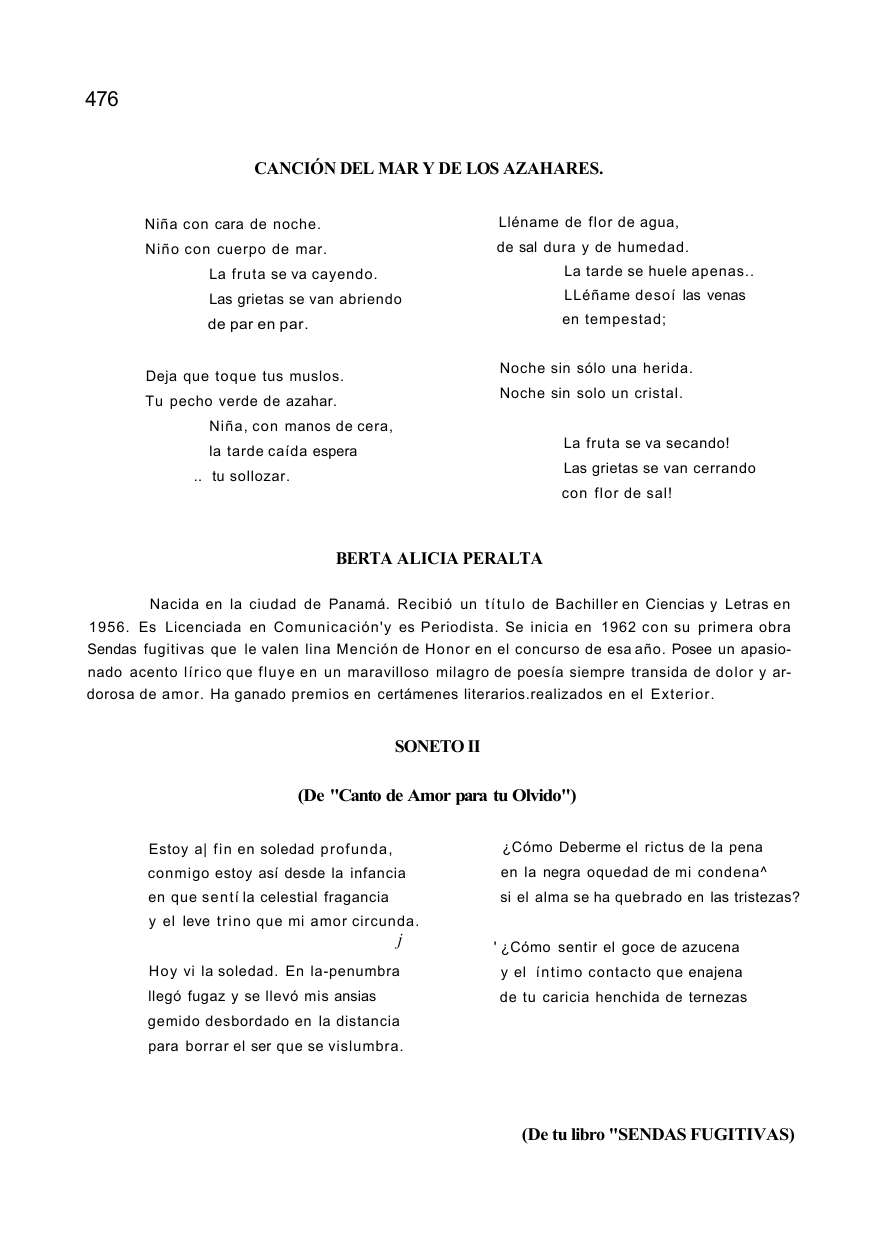 476
CANCIÓN DEL MAR Y DE LOS AZAHARES.
Niña con cara de noche.
Niño con cuerpo de mar.
La fruta se va cayendo.
Las grietas se van abriendo
de par en par.
Deja que toque tus muslos.
Tu pecho verde de azahar.
Niña, con manos de cera,
la tarde caída espera
.. tu sollozar.
Lléname de flor de agua,
de sal dura y de humedad.
La tarde se huele apenas..
LLéñame desoí las venas
en tempestad;
Noche sin sólo una herida.
Noche sin solo un cristal.
La fruta se va secando!
Las grietas se van cerrando
con flor de sal!
BERTA ALICIA PERALTA
Nacida en la ciudad de Panamá. Recibió un título de Bachiller en Ciencias y Letras en
1956. Es Licenciada en Comunicación'y es Periodista. Se inicia en 1962 con su primera obra
Sendas fugitivas que le valen lina Mención de Honor en el concurso de esa año. Posee un apasio-
nado acento lírico que fluye en un maravilloso milagro de poesía siempre transida de dolor y ar-
dorosa de amor. Ha ganado premios en certámenes literarios.realizados en el Exterior.
SONETO II
(De "Canto de Amor para tu Olvido")
Estoy a| fin en soledad profunda,
conmigo estoy así desde la infancia
en que sentí la celestial fragancia
y el leve trino que mi amor circunda.
j
Hoy vi la soledad. En la-penumbra
llegó fugaz y se llevó mis ansias
gemido desbordado en la distancia
para borrar el ser que se vislumbra.
¿Cómo Deberme el rictus de la pena
en la negra oquedad de mi condena^
si el alma se ha quebrado en las tristezas?
' ¿Cómo sentir el goce de azucena
y el íntimo contacto que enajena
de tu caricia henchida de ternezas
(De tu libro "SENDAS FUGITIVAS)